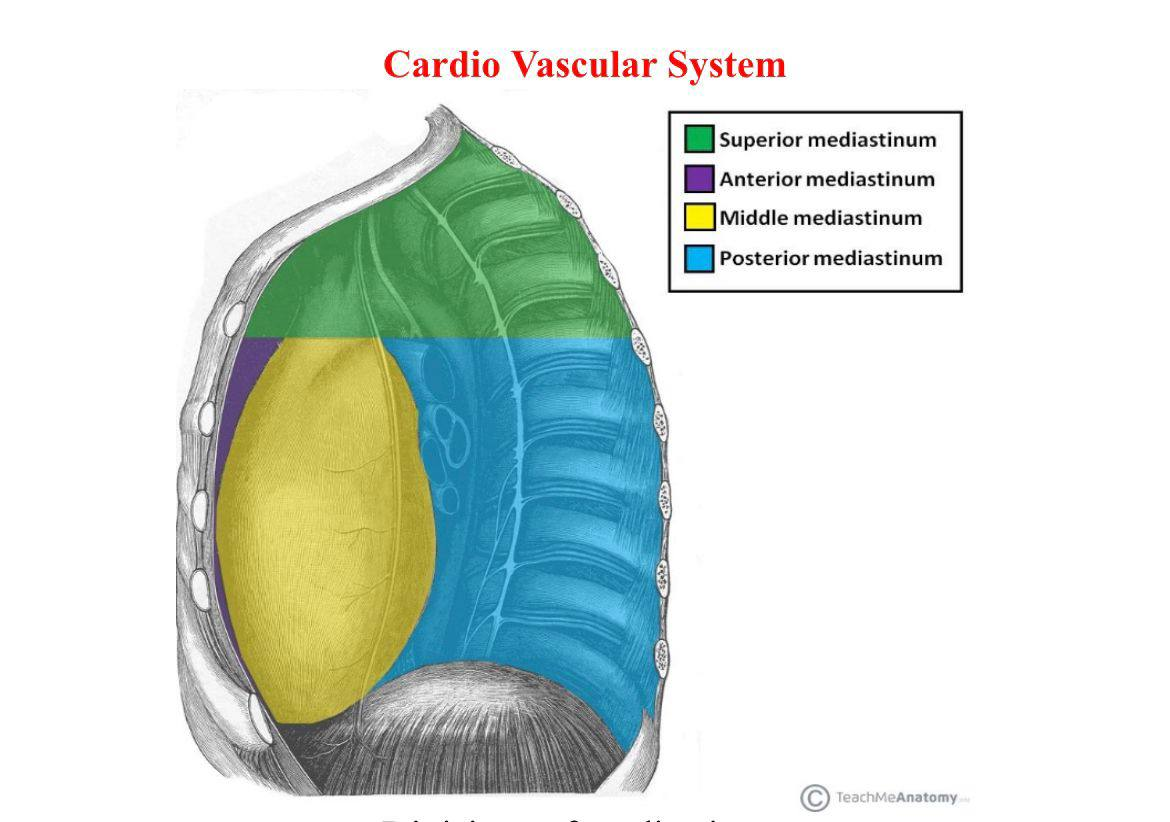 Cardio Vascular System
Superior mediastinum
Anterior mediastinum
Middle mediastinum
Posterior mediastinum
© TeachMeAnatomy